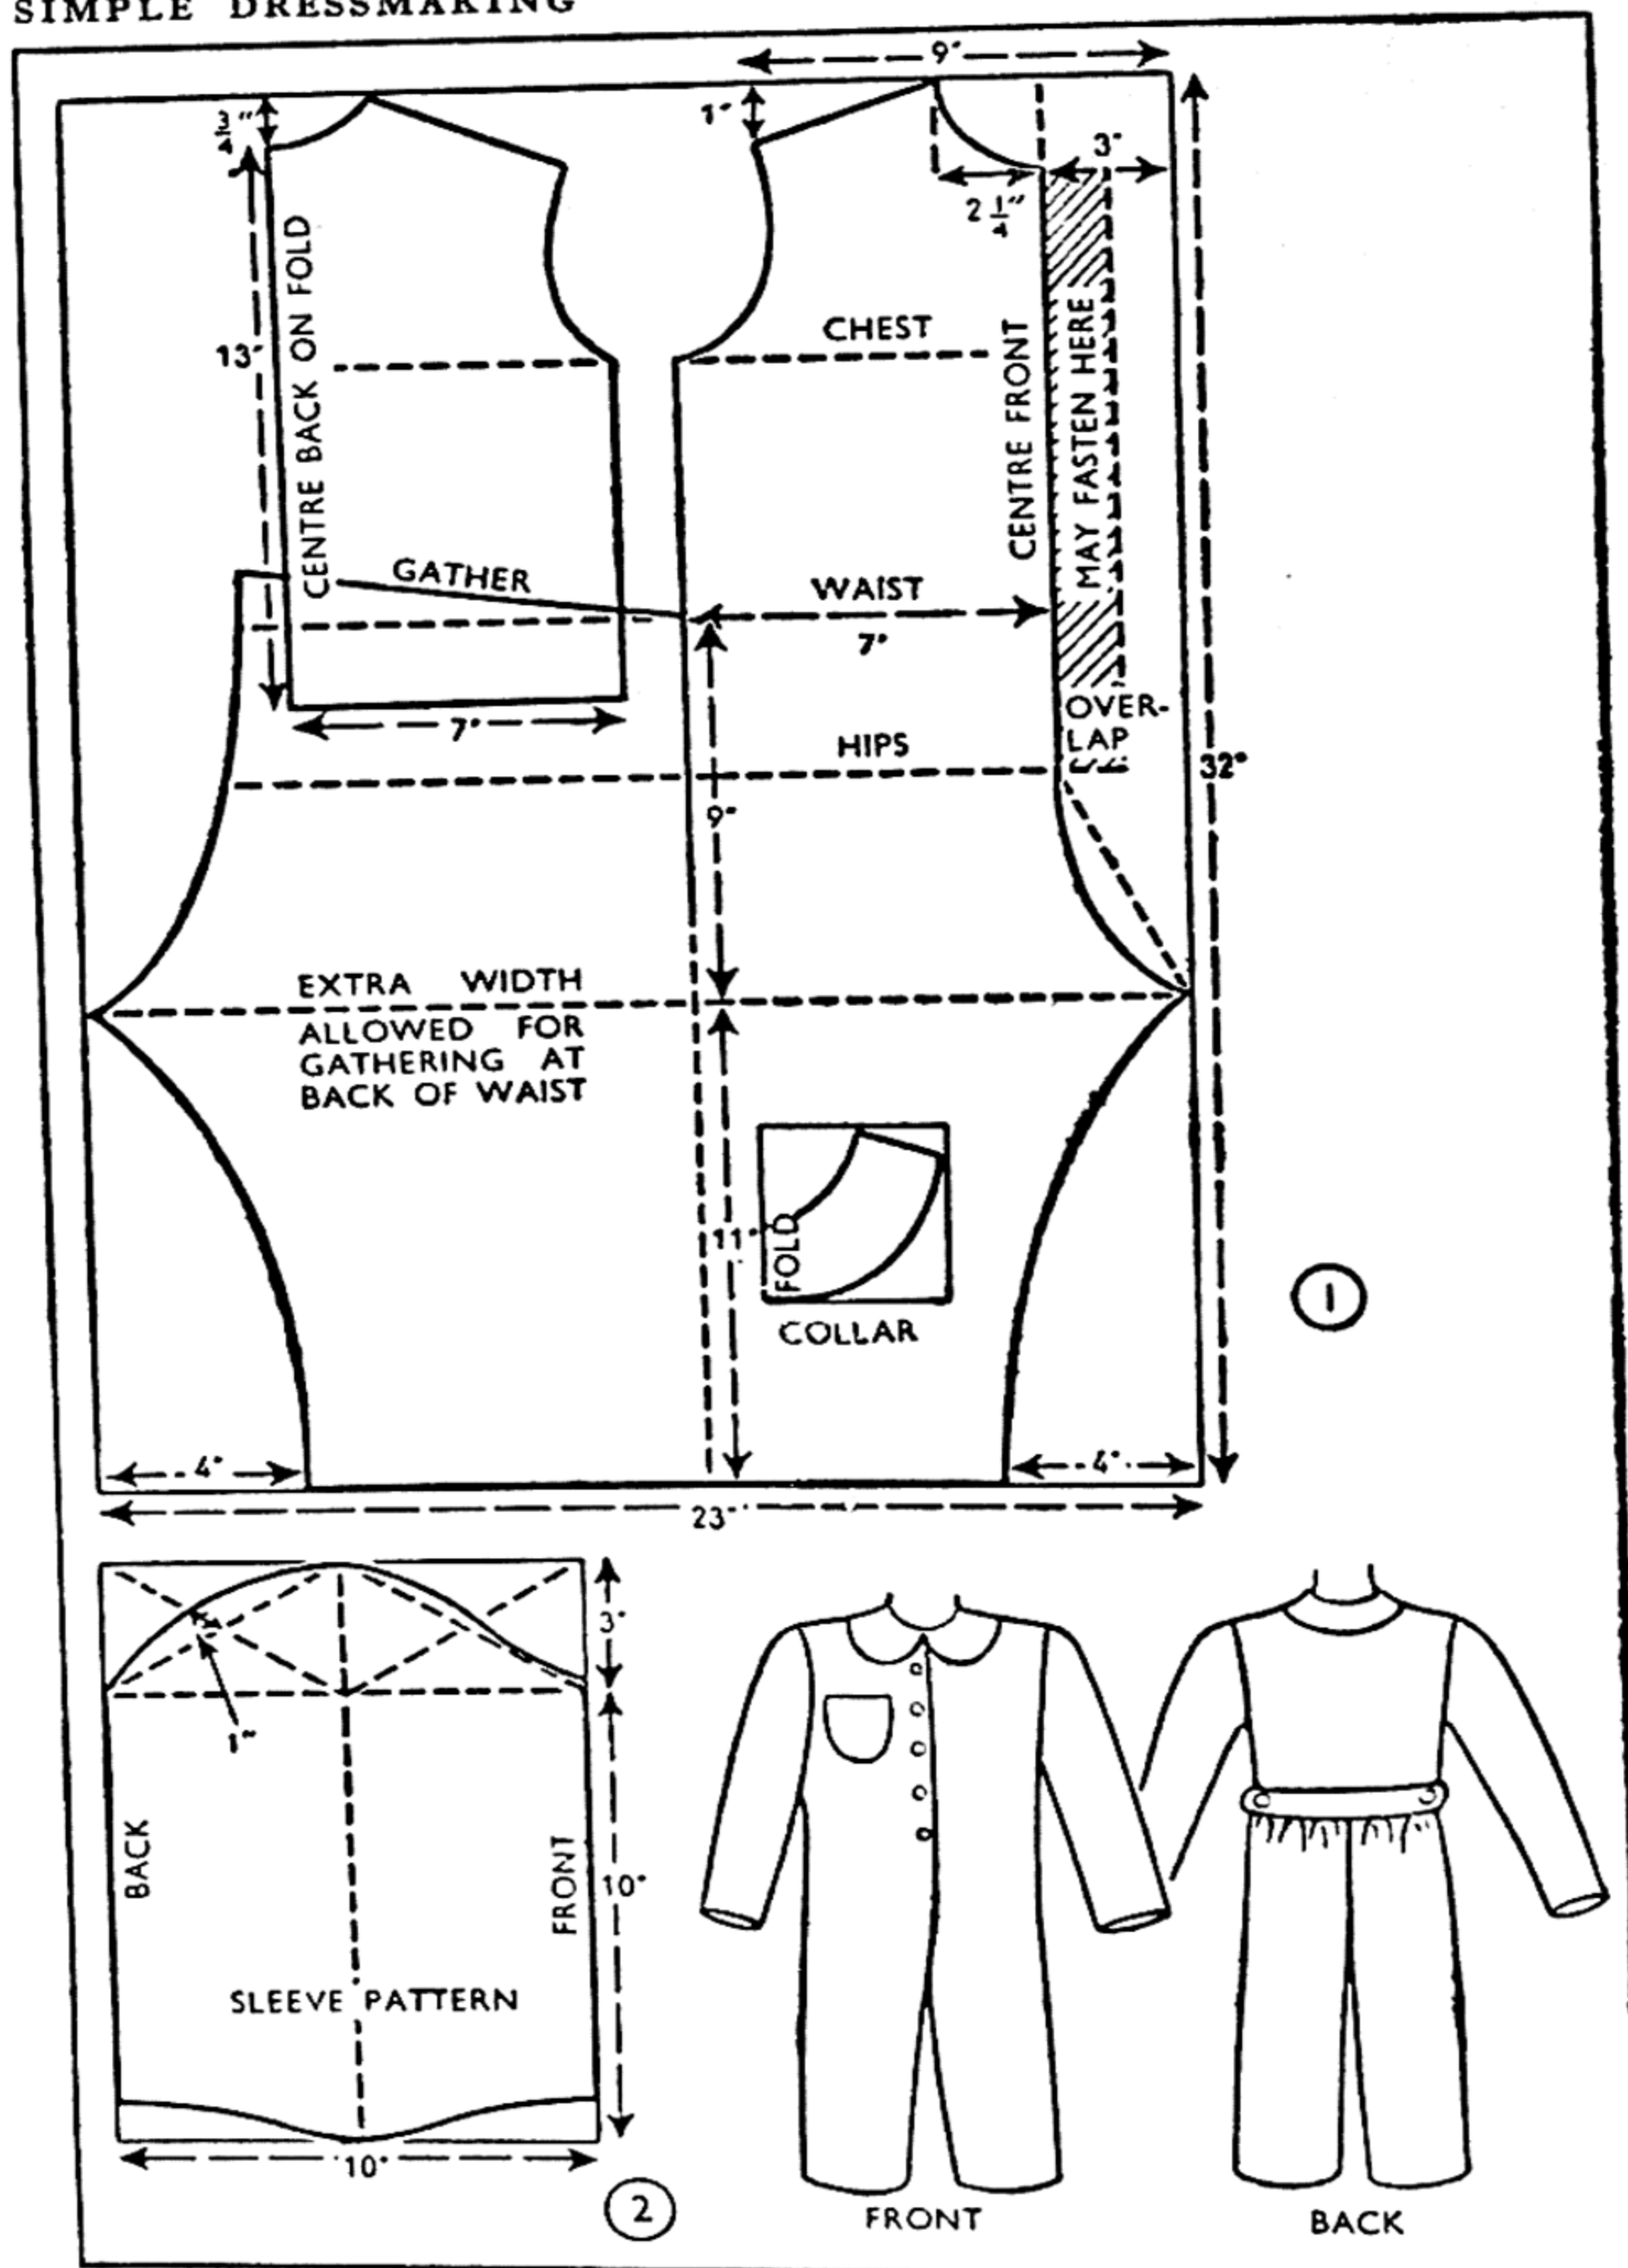 SIMPLE DRESSMAKING
9"
3/4"
1"
3"
2 1/4"
CENTRE BACK ON FOLD
13"
CHEST
CENTRE FRONT
MAY FASTEN HERE
GATHER
WAIST
7"
7"
OVER-
LAP
HIPS
32"
9"
EXTRA WIDTH
ALLOWED FOR
GATHERING AT
BACK OF WAIST
11"
FOLD
COLLAR
1
4"
4"
23"
3"
1"
BACK
FRONT
10"
SLEEVE PATTERN
10"
2
FRONT
BACK